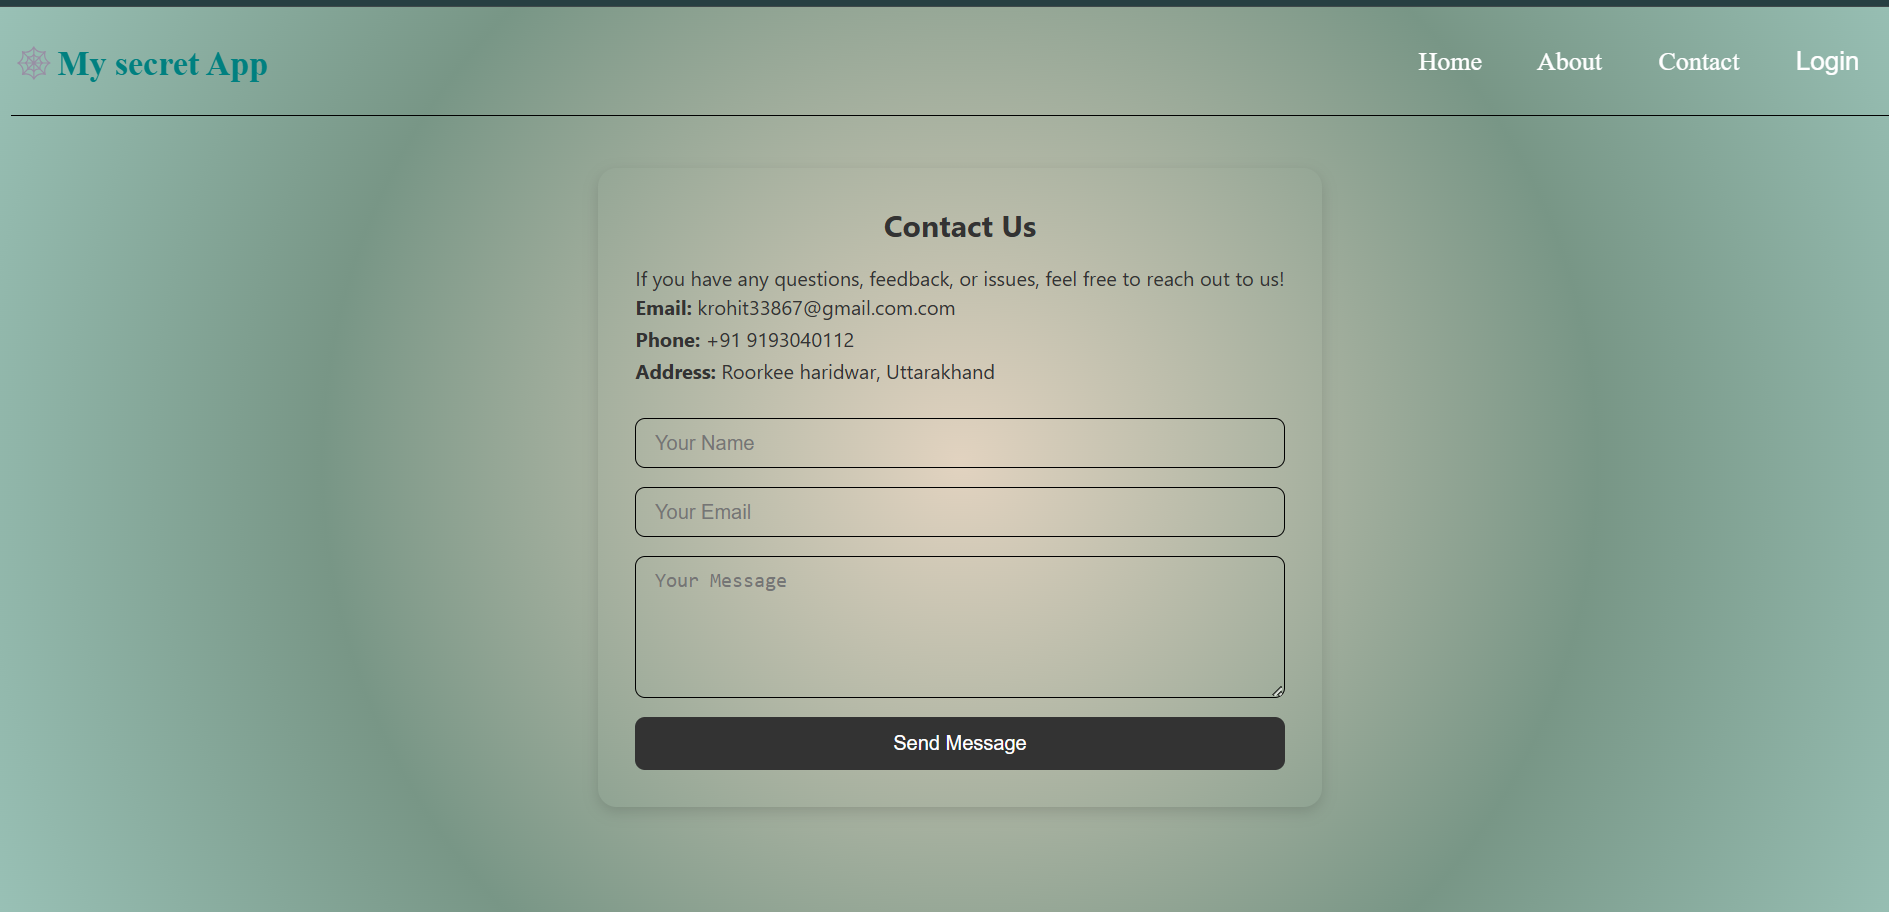 My secret App
Home About Contact Login
Contact Us
If you have any questions, feedback, or issues, feel free to reach out to us!
Email: krohit33867@gmail.com.com
Phone: +91 9193040112
Address: Roorkee haridwar, Uttarakhand
Your Name
Your Email
Your Message
Send Message